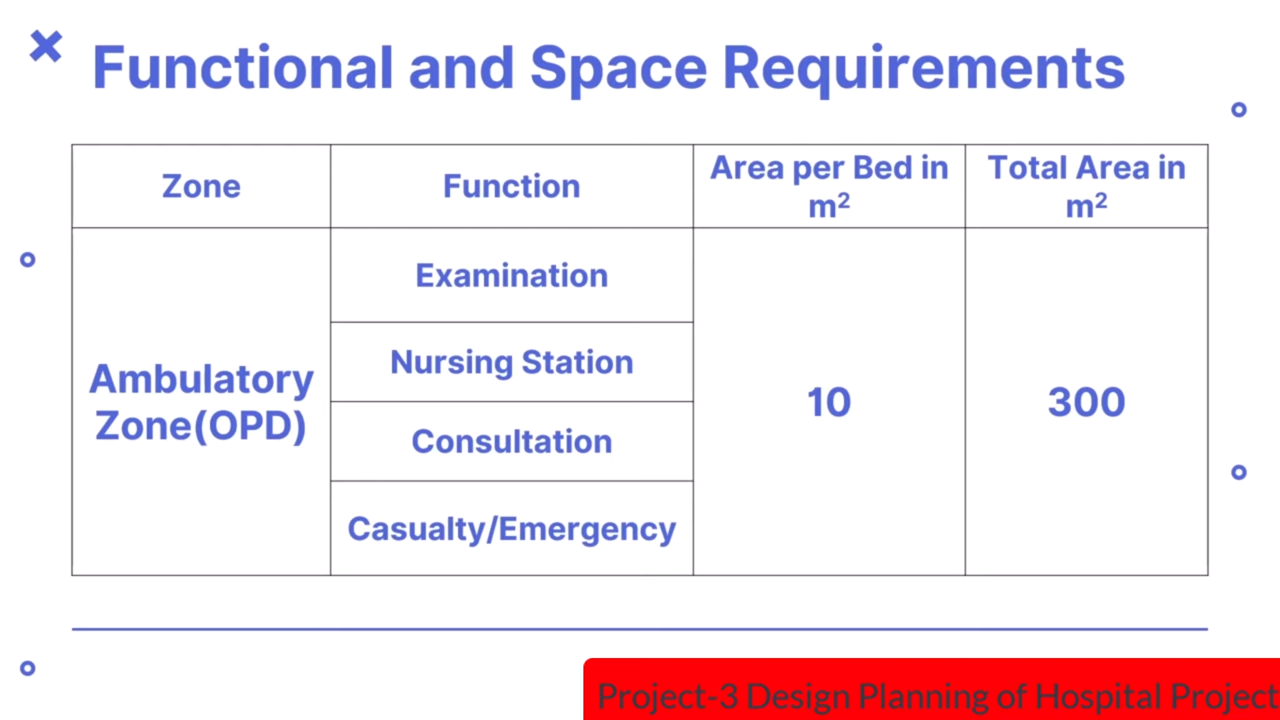 Functional and Space Requirements
Zone
Function
Area per Bed in
m²
Total Area in
m²
Ambulatory
Zone(OPD)
Examination
Nursing Station
Consultation
Casualty/Emergency
10
300
Project-3 Design Planning of Hospital Project